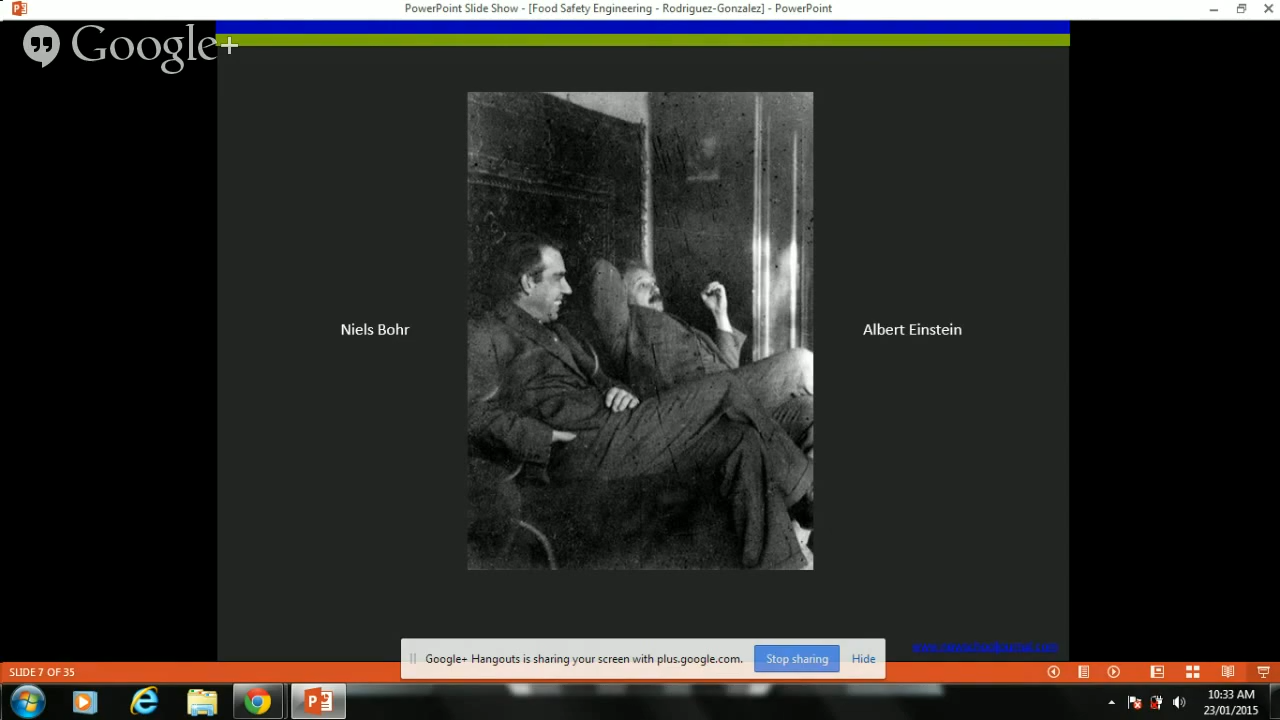 PowerPoint Slide Show - [Food Safety Engineering - Rodriguez-Gonzalez] - PowerPoint
Google+
Niels Bohr
Albert Einstein
Google+ Hangouts is sharing your screen with plus.google.com.
Stop sharing
Hide
SLIDE 7 OF 35
10:33 AM
23/01/2015